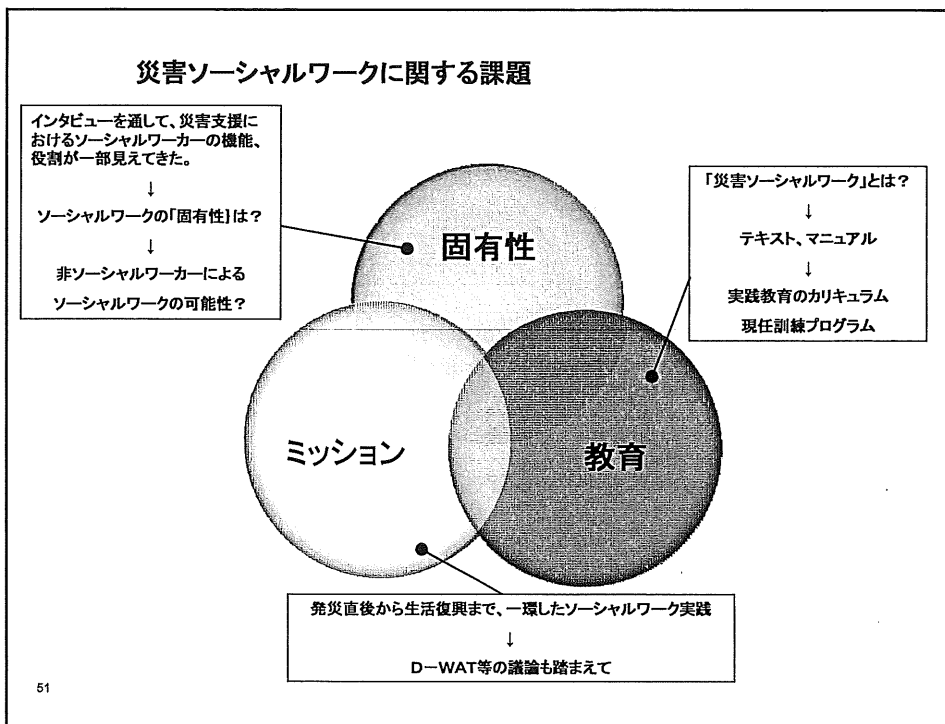 災害ソーシャルワークに関する課題
インタビューを通して、災害支援に
おけるソーシャルワーカーの機能、
役割が一部見えてきた。
↓
ソーシャルワークの「固有性}は？
↓
非ソーシャルワーカーによる
ソーシャルワークの可能性？
「災害ソーシャルワーク」とは？
↓
テキスト、マニュアル
↓
実践教育のカリキュラム
現任訓練プログラム
固有性
ミッション
教育
発災直後から生活復興まで、一環したソーシャルワーク実践
↓
D－WAT等の議論も踏まえて
51